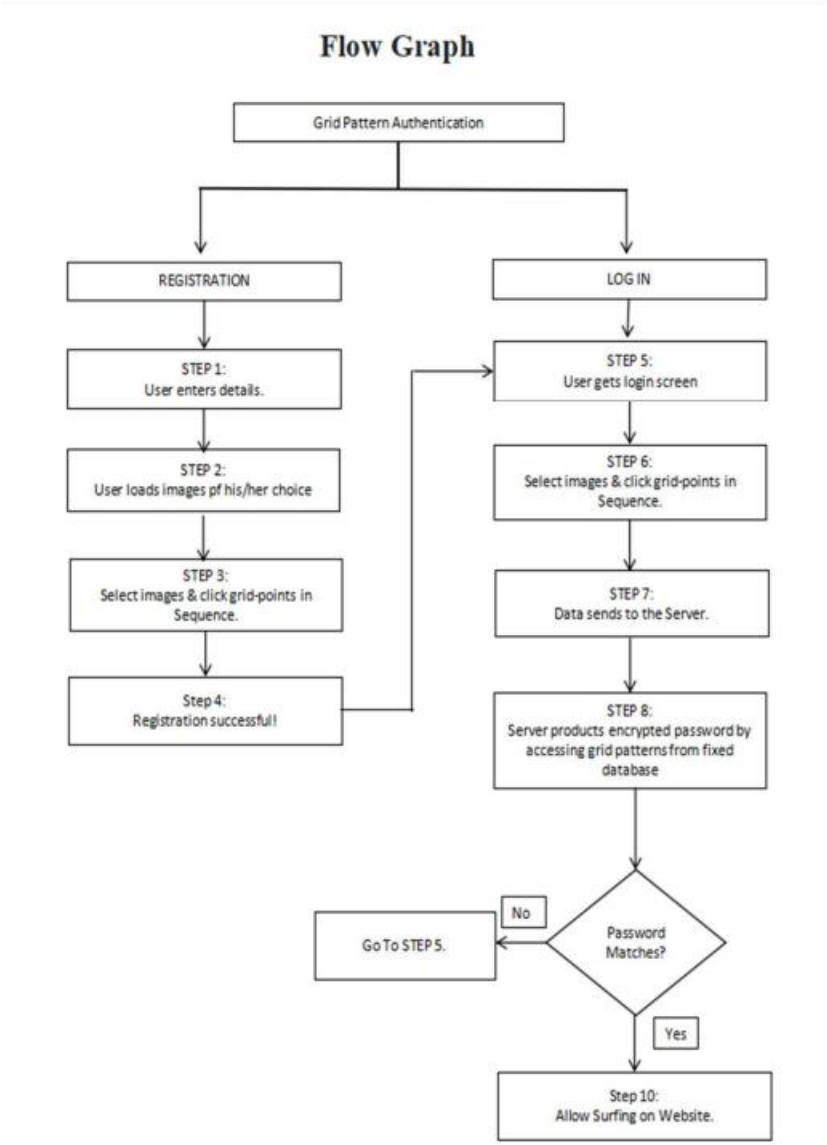 Flow Graph
Grid Pattern Authentication
REGISTRATION
STEP 1:
User enters details.
STEP 2:
User loads images pf his/her choice
STEP 3:
Select images & click grid-points in
Sequence.
Step 4:
Registration successful!
LOG IN
STEP 5:
User gets login screen
STEP 6:
Select images & click grid-points in
Sequence.
STEP 7:
Data sends to the Server.
STEP 8:
Server products encrypted password by
accessing grid patterns from fixed
database
Password
Matches?
No
Go To STEP 5.
Yes
Step 10:
Allow Surfing on Website.